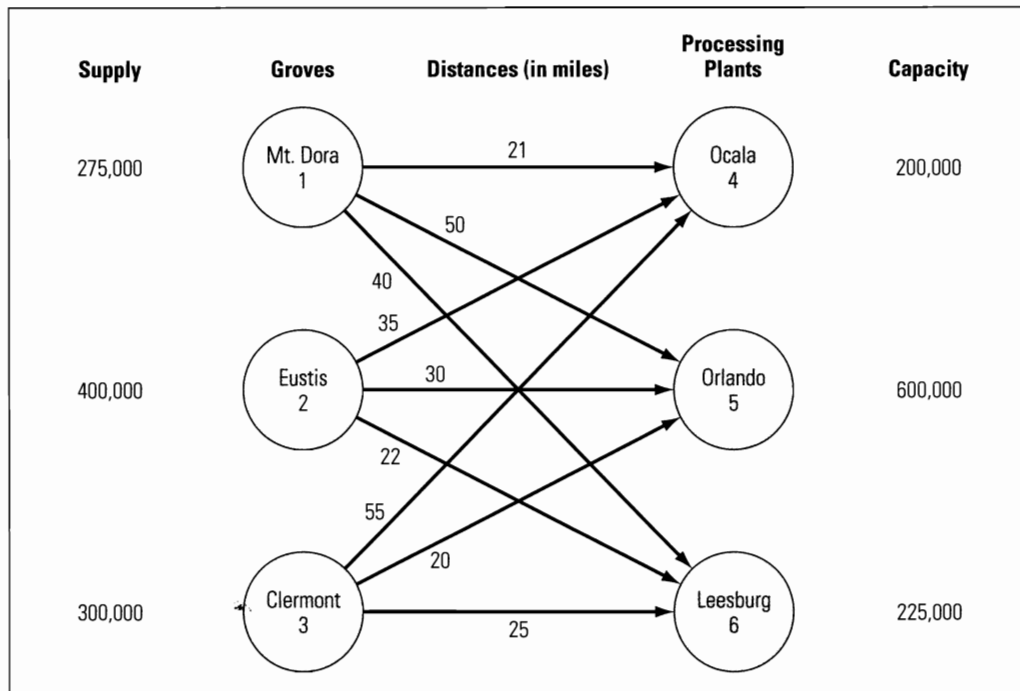 Supply
Groves
Distances (in miles)
Processing
Plants
Capacity
275,000
Mt. Dora
1
21
Ocala
4
200,000
50
40
35
400,000
Eustis
2
30
Orlando
5
600,000
22
55
20
300,000
Clermont
3
25
Leesburg
6
225,000